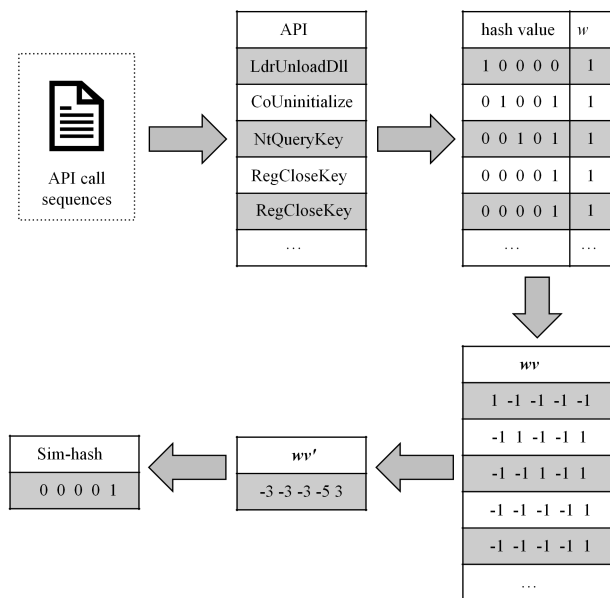 API call
sequences
API
LdrUnloadDll
CoUninitialize
NtQueryKey
RegCloseKey
RegCloseKey
...
hash value w
1 0 0 0 0 1
0 1 0 0 1 1
0 0 1 0 1 1
0 0 0 0 1 1
0 0 0 0 1 1
... ...
wv
1 -1 -1 -1 -1
-1 1 -1 -1 1
-1 -1 1 -1 1
-1 -1 -1 -1 1
-1 -1 -1 -1 1
...
wv'
-3 -3 -3 -5 3
Sim-hash
0 0 0 0 1